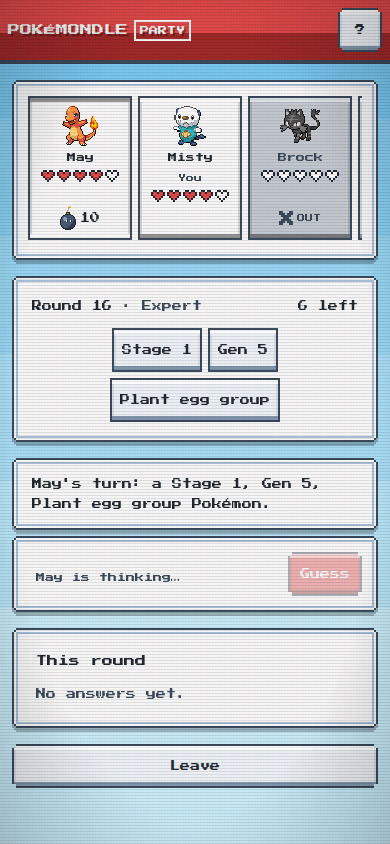 POKéMONDLE PARTY
?
May
10
Misty
You
Brock
OUT
Round 16 · Expert
6 left
Stage 1
Gen 5
Plant egg group
May's turn: a Stage 1, Gen 5,
Plant egg group Pokémon.
May is thinking…
Guess
This round
No answers yet.
Leave